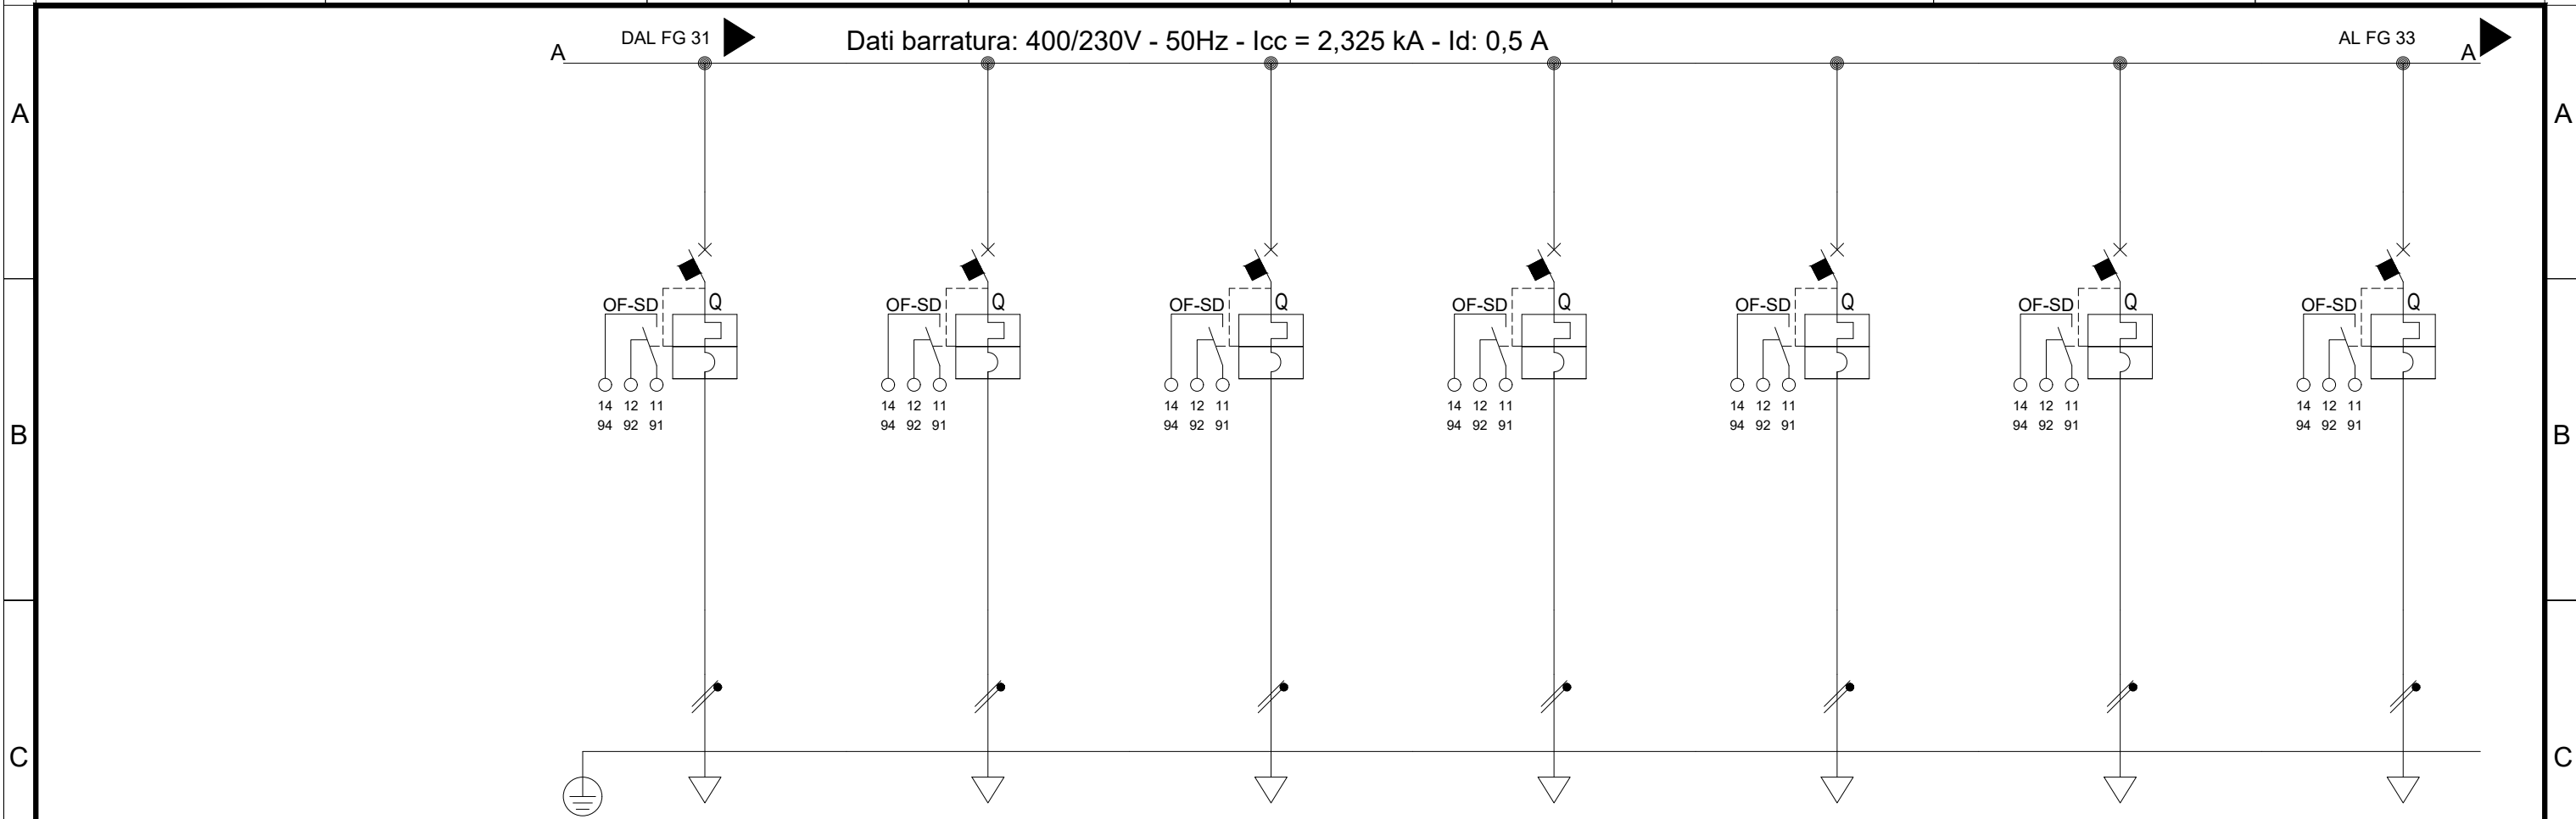 DAL FG 31
Dati barratura: 400/230V - 50Hz - Icc = 2,325 kA - Id: 0,5 A
AL FG 33
A A
A A
OF-SD Q OF-SD Q OF-SD Q OF-SD Q OF-SD Q OF-SD Q OF-SD Q
14 12 11 14 12 11 14 12 11 14 12 11 14 12 11 14 12 11 14 12 11
94 92 91 94 92 91 94 92 91 94 92 91 94 92 91 94 92 91 94 92 91
B B
C C